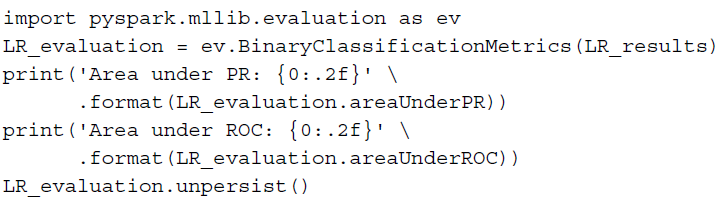 import pyspark.mllib.evaluation as ev
LR_evaluation = ev.BinaryClassificationMetrics(LR_results)
print('Area under PR: {0:.2f}' \
      .format(LR_evaluation.areaUnderPR))
print('Area under ROC: {0:.2f}' \
      .format(LR_evaluation.areaUnderROC))
LR_evaluation.unpersist()